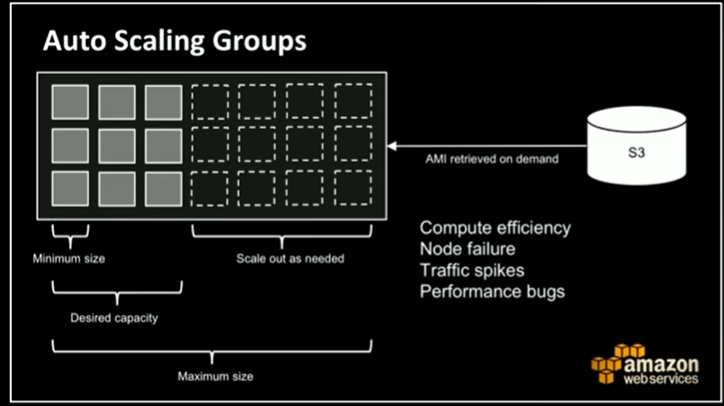 Auto Scaling Groups
AMI retrieved on demand
S3
Minimum size
Scale out as needed
Desired capacity
Maximum size
Compute efficiency
Node failure
Traffic spikes
Performance bugs
amazon
webservices